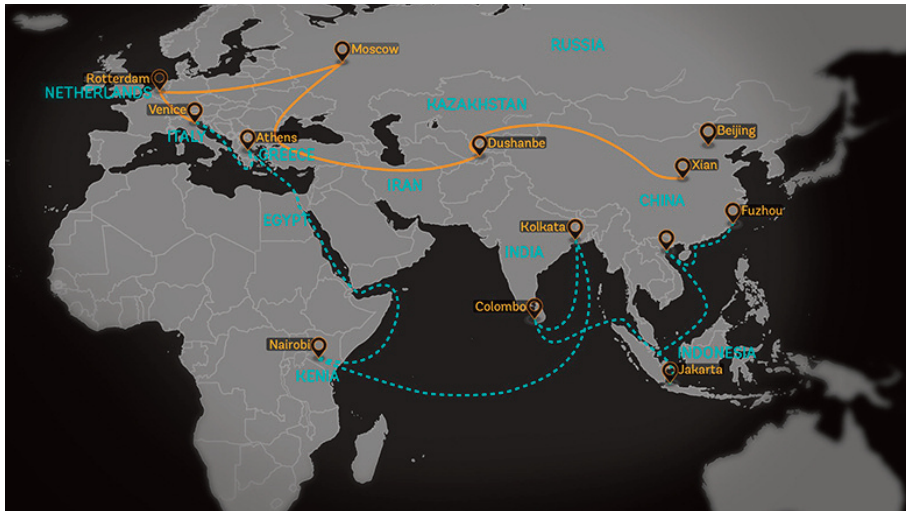 RUSSIA
Moscow
Rotterdam
NETHERLANDS
Venice
KAZAKHSTAN
ITALY
Athens
GREECE
Beijing
Dushanbe
Xian
IRAN
CHINA
EGYPT
Fuzhou
Kolkata
INDIA
Colombo
Nairobi
KENIA
INDONESIA
Jakarta